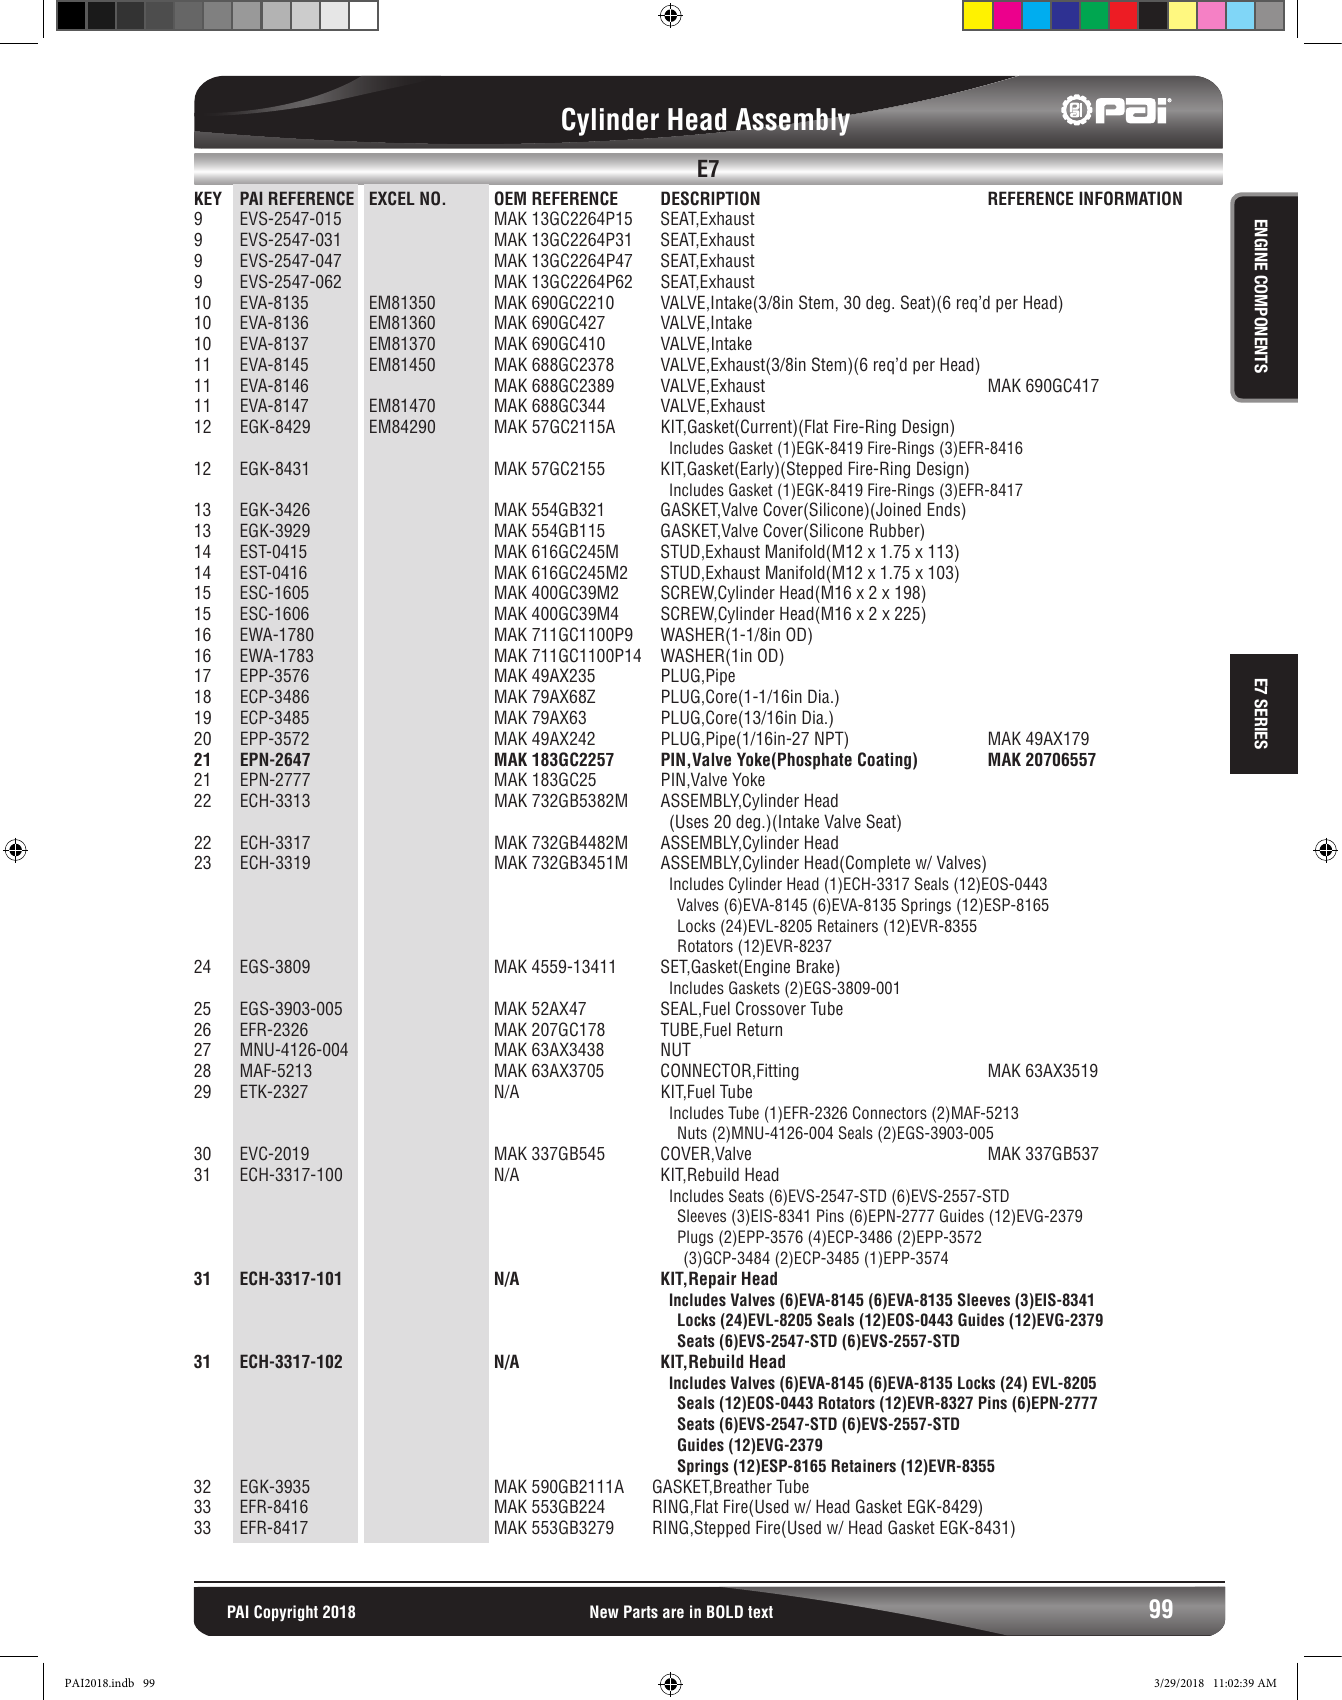 Cylinder Head Assembly
pai
E7
KEY PAI REFERENCE EXCEL NO. OEM REFERENCE DESCRIPTION REFERENCE INFORMATION
9 EVS-2547-015 MAK 13GC2264P15 SEAT,Exhaust
9 EVS-2547-031 MAK 13GC2264P31 SEAT,Exhaust
9 EVS-2547-047 MAK 13GC2264P47 SEAT,Exhaust
9 EVS-2547-062 MAK 13GC2264P62 SEAT,Exhaust
10 EVA-8135 EM81350 MAK 690GC2210 VALVE,Intake(3/8in Stem, 30 deg. Seat)(6 req’d per Head)
10 EVA-8136 EM81360 MAK 690GC427 VALVE,Intake
10 EVA-8137 EM81370 MAK 690GC410 VALVE,Intake
11 EVA-8145 EM81450 MAK 688GC2378 VALVE,Exhaust(3/8in Stem)(6 req’d per Head)
11 EVA-8146 MAK 688GC2389 VALVE,Exhaust MAK 690GC417
11 EVA-8147 EM81470 MAK 688GC344 VALVE,Exhaust
12 EGK-8429 EM84290 MAK 57GC2115A KIT,Gasket(Current)(Flat Fire-Ring Design)
Includes Gasket (1)EGK-8419 Fire-Rings (3)EFR-8416
12 EGK-8431 MAK 57GC2155 KIT,Gasket(Early)(Stepped Fire-Ring Design)
Includes Gasket (1)EGK-8419 Fire-Rings (3)EFR-8417
13 EGK-3426 MAK 554GB321 GASKET,Valve Cover(Silicone)(Joined Ends)
13 EGK-3929 MAK 554GB115 GASKET,Valve Cover(Silicone Rubber)
14 EST-0415 MAK 616GC245M STUD,Exhaust Manifold(M12 x 1.75 x 113)
14 EST-0416 MAK 616GC245M2 STUD,Exhaust Manifold(M12 x 1.75 x 103)
15 ESC-1605 MAK 400GC39M2 SCREW,Cylinder Head(M16 x 2 x 198)
15 ESC-1606 MAK 400GC39M4 SCREW,Cylinder Head(M16 x 2 x 225)
16 EWA-1780 MAK 711GC1100P9 WASHER(1-1/8in OD)
16 EWA-1783 MAK 711GC1100P14 WASHER(1in OD)
17 EPP-3576 MAK 49AX235 PLUG,Pipe
18 ECP-3486 MAK 79AX68Z PLUG,Core(1-1/16in Dia.)
19 ECP-3485 MAK 79AX63 PLUG,Core(13/16in Dia.)
20 EPP-3572 MAK 49AX242 PLUG,Pipe(1/16in-27 NPT) MAK 49AX179
21 EPN-2647 MAK 183GC2257 PIN,Valve Yoke(Phosphate Coating) MAK 20706557
21 EPN-2777 MAK 183GC25 PIN,Valve Yoke
22 ECH-3313 MAK 732GB5382M ASSEMBLY,Cylinder Head
(Uses 20 deg.)(Intake Valve Seat)
22 ECH-3317 MAK 732GB4482M ASSEMBLY,Cylinder Head
23 ECH-3319 MAK 732GB3451M ASSEMBLY,Cylinder Head(Complete w/ Valves)
Includes Cylinder Head (1)ECH-3317 Seals (12)EOS-0443
Valves (6)EVA-8145 (6)EVA-8135 Springs (12)ESP-8165
Locks (24)EVL-8205 Retainers (12)EVR-8355
Rotators (12)EVR-8237
24 EGS-3809 MAK 4559-13411 SET,Gasket(Engine Brake)
Includes Gaskets (2)EGS-3809-001
25 EGS-3903-005 MAK 52AX47 SEAL,Fuel Crossover Tube
26 EFR-2326 MAK 207GC178 TUBE,Fuel Return
27 MNU-4126-004 MAK 63AX3438 NUT
28 MAF-5213 MAK 63AX3705 CONNECTOR,Fitting MAK 63AX3519
29 ETK-2327 N/A KIT,Fuel Tube
Includes Tube (1)EFR-2326 Connectors (2)MAF-5213
Nuts (2)MNU-4126-004 Seals (2)EGS-3903-005
30 EVC-2019 MAK 337GB545 COVER,Valve MAK 337GB537
31 ECH-3317-100 N/A KIT,Rebuild Head
Includes Seats (6)EVS-2547-STD (6)EVS-2557-STD
Sleeves (3)EIS-8341 Pins (6)EPN-2777 Guides (12)EVG-2379
Plugs (2)EPP-3576 (4)ECP-3486 (2)EPP-3572
(3)GCP-3484 (2)ECP-3485 (1)EPP-3574
31 ECH-3317-101 N/A KIT,Repair Head
Includes Valves (6)EVA-8145 (6)EVA-8135 Sleeves (3)EIS-8341
Locks (24)EVL-8205 Seals (12)EOS-0443 Guides (12)EVG-2379
Seats (6)EVS-2547-STD (6)EVS-2557-STD
31 ECH-3317-102 N/A KIT,Rebuild Head
Includes Valves (6)EVA-8145 (6)EVA-8135 Locks (24) EVL-8205
Seals (12)EOS-0443 Rotators (12)EVR-8327 Pins (6)EPN-2777
Seats (6)EVS-2547-STD (6)EVS-2557-STD
Guides (12)EVG-2379
Springs (12)ESP-8165 Retainers (12)EVR-8355
32 EGK-3935 MAK 590GB2111A GASKET,Breather Tube
33 EFR-8416 MAK 553GB224 RING,Flat Fire(Used w/ Head Gasket EGK-8429)
33 EFR-8417 MAK 553GB3279 RING,Stepped Fire(Used w/ Head Gasket EGK-8431)
ENGINE COMPONENTS
E7 SERIES
PAI Copyright 2018 New Parts are in BOLD text 99
PAI2018.indb 99 3/29/2018 11:02:39 AM